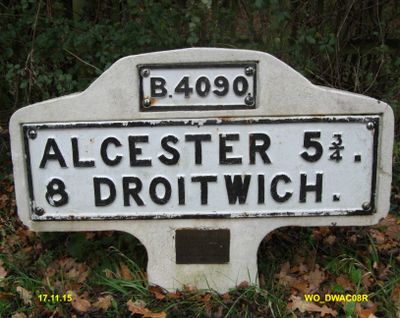 B.4090.
ALCESTER 5¾.
8 DROITWICH.
17.11.15
WO_DWAC08R